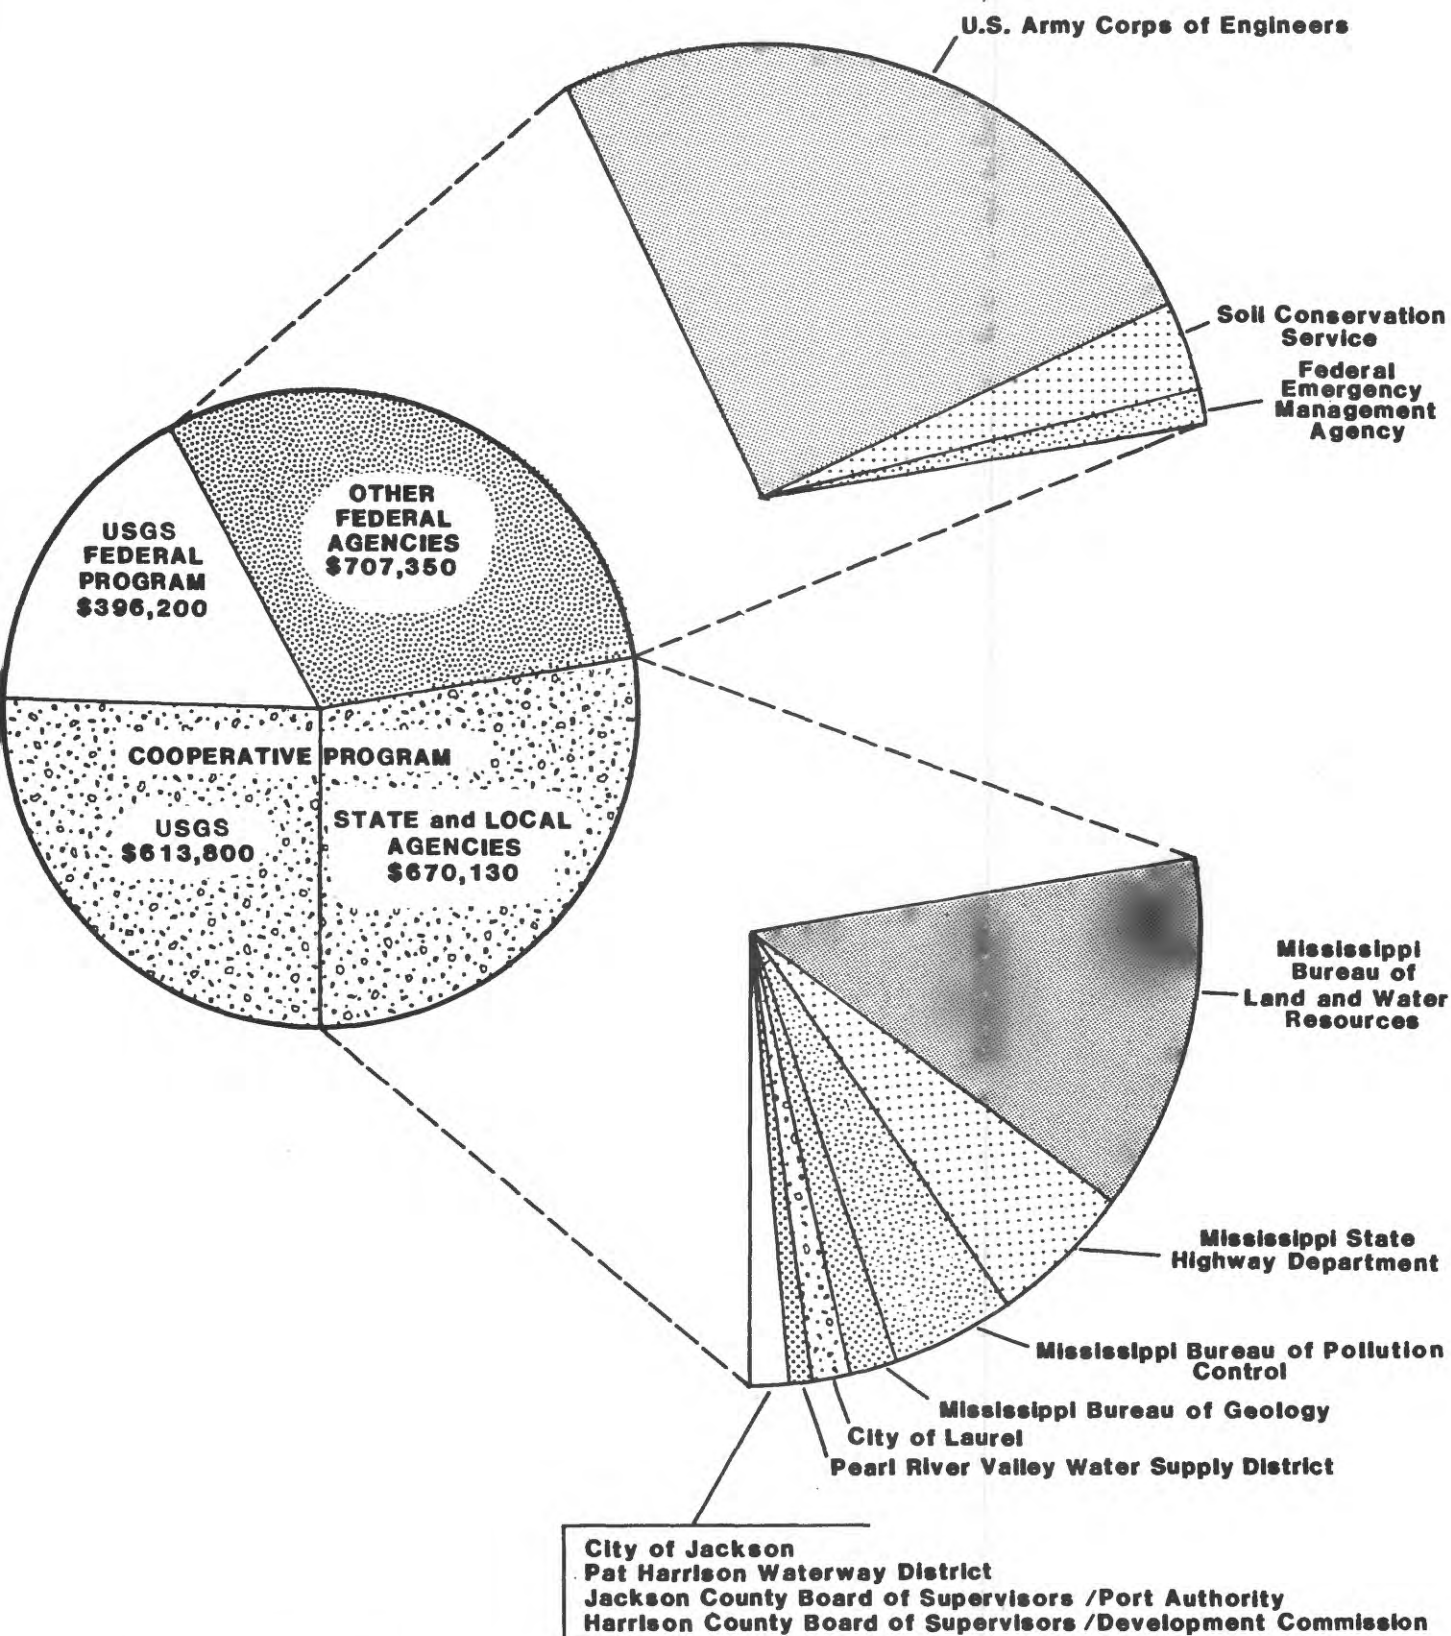 U.S. Army Corps of Engineers
Soil Conservation
Service
Federal
Emergency
Management
Agency
OTHER
FEDERAL
AGENCIES
$707,350
USGS
FEDERAL
PROGRAM
$396,200
COOPERATIVE PROGRAM
USGS
$613,800
STATE and LOCAL
AGENCIES
$670,130
Mississippi
Bureau of
Land and Water
Resources
Mississippi State
Highway Department
Mississippi Bureau of Pollution
Control
Mississippi Bureau of Geology
City of Laurel
Pearl River Valley Water Supply District
City of Jackson
Pat Harrison Waterway District
Jackson County Board of Supervisors /Port Authority
Harrison County Board of Supervisors /Development Commission